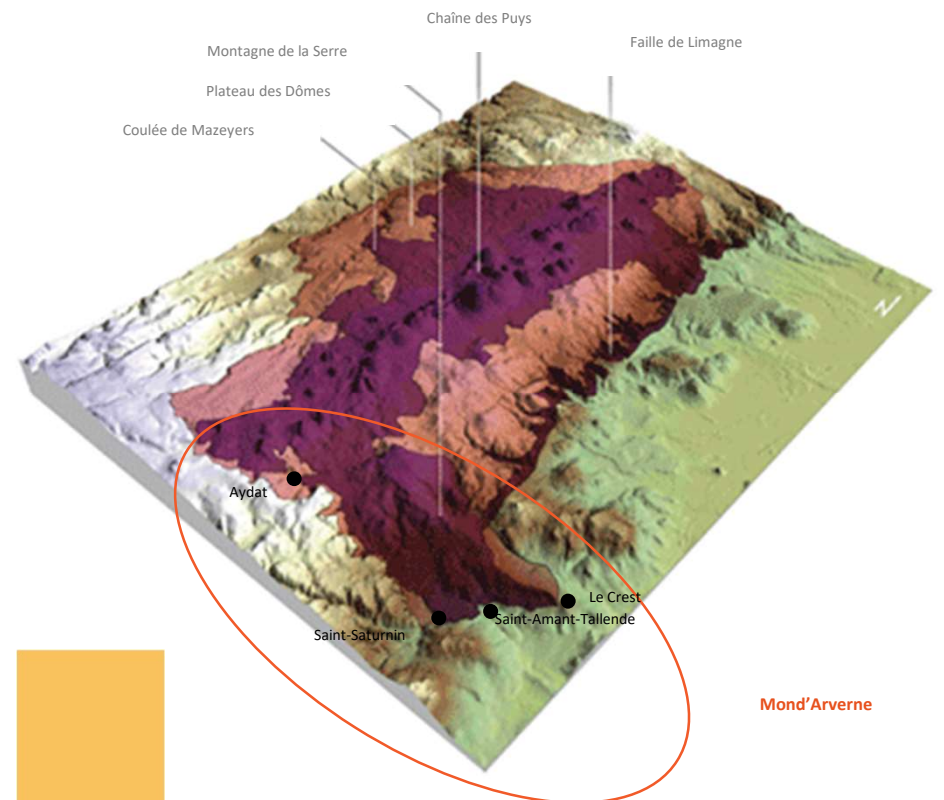 Chaîne des Puys
Faille de Limagne
Montagne de la Serre
Plateau des Dômes
Coulée de Mazeyers
Aydat
Le Crest
Saint-Amant-Tallende
Saint-Saturnin
Mond’Arverne
N